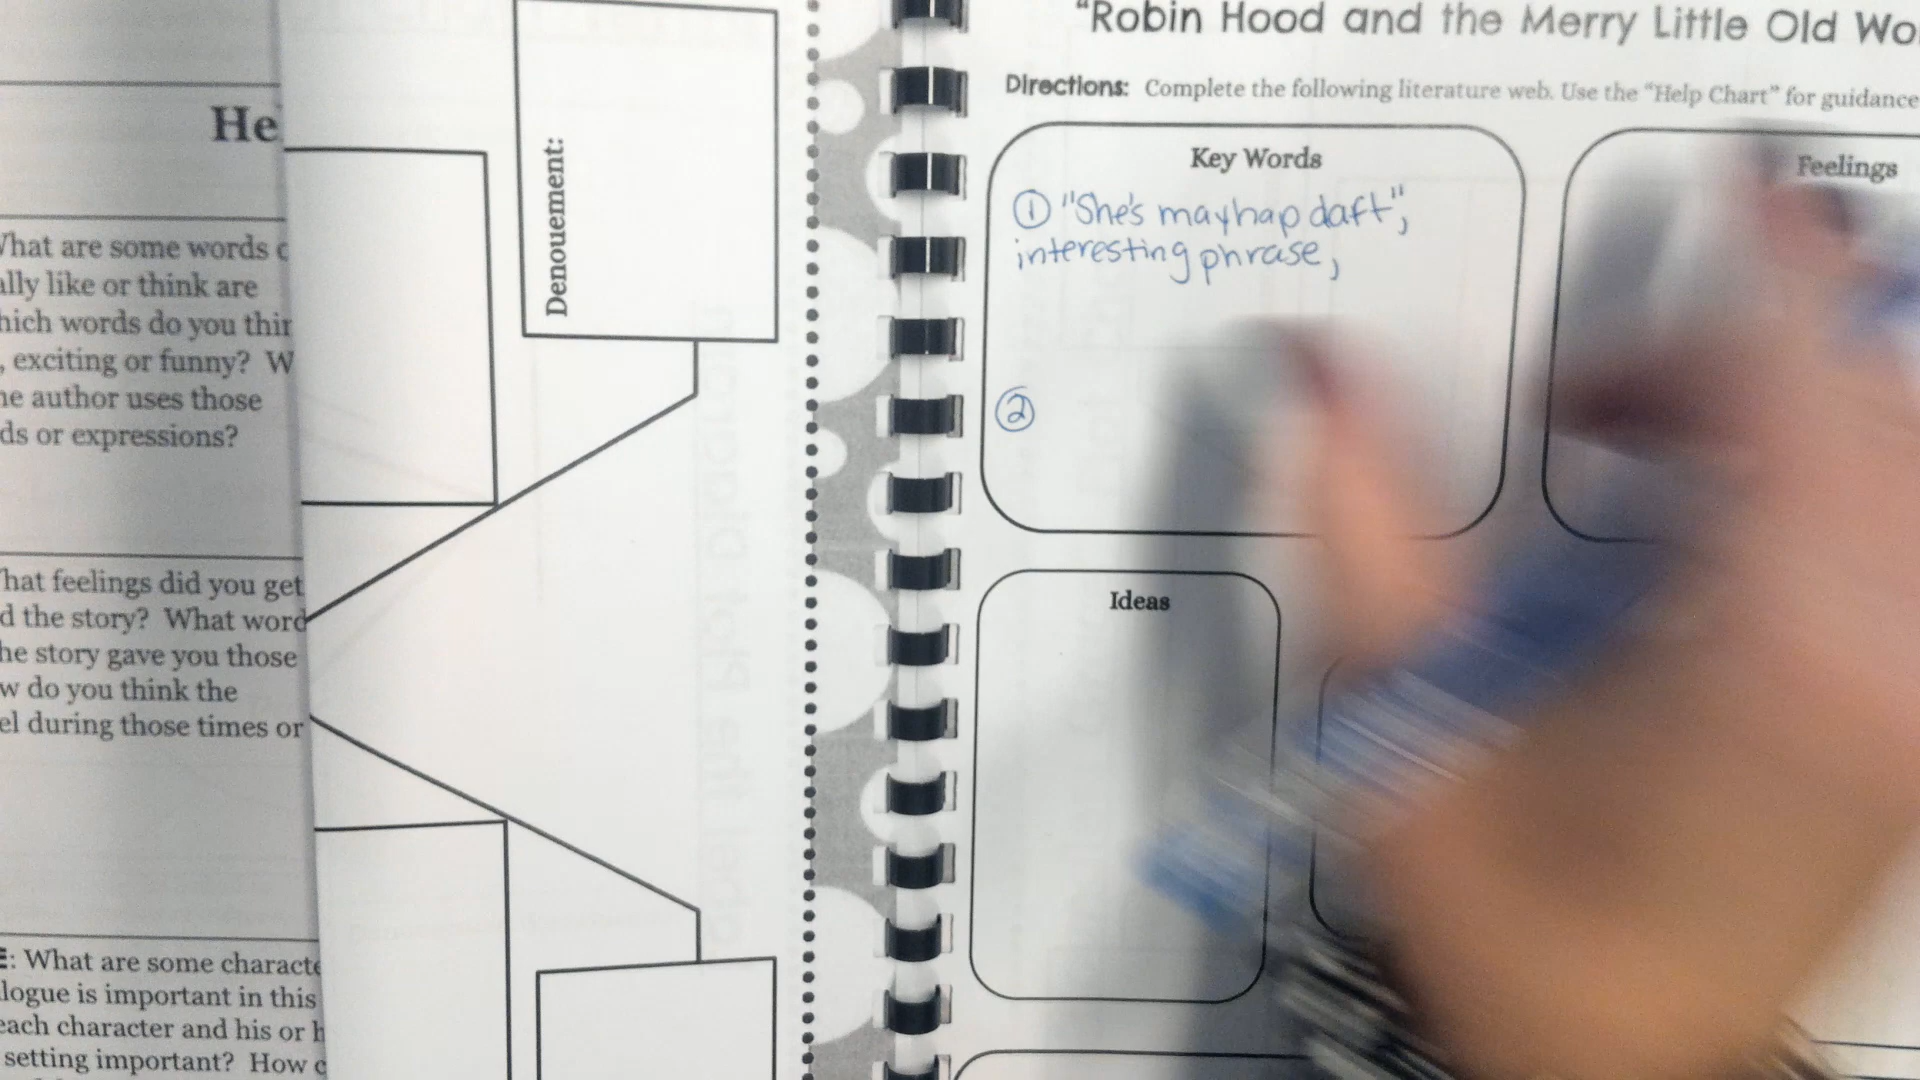 He
What are some words
ally like or think are
hich words do you thin
, exciting or funny? W
he author uses those
ds or expressions?
hat feelings did you get
d the story? What word
he story gave you those
w do you think the
el during those times or
E: What are some characte
logue is important in this
each character and his or h
setting important? How c
Denouement:
"Robin Hood and the Merry Little Old Wo
Directions: Complete the following literature web. Use the "Help Chart" for guidance
Key Words
① "She's mayhap daft",
interesting phrase,
②
Feelings
Ideas